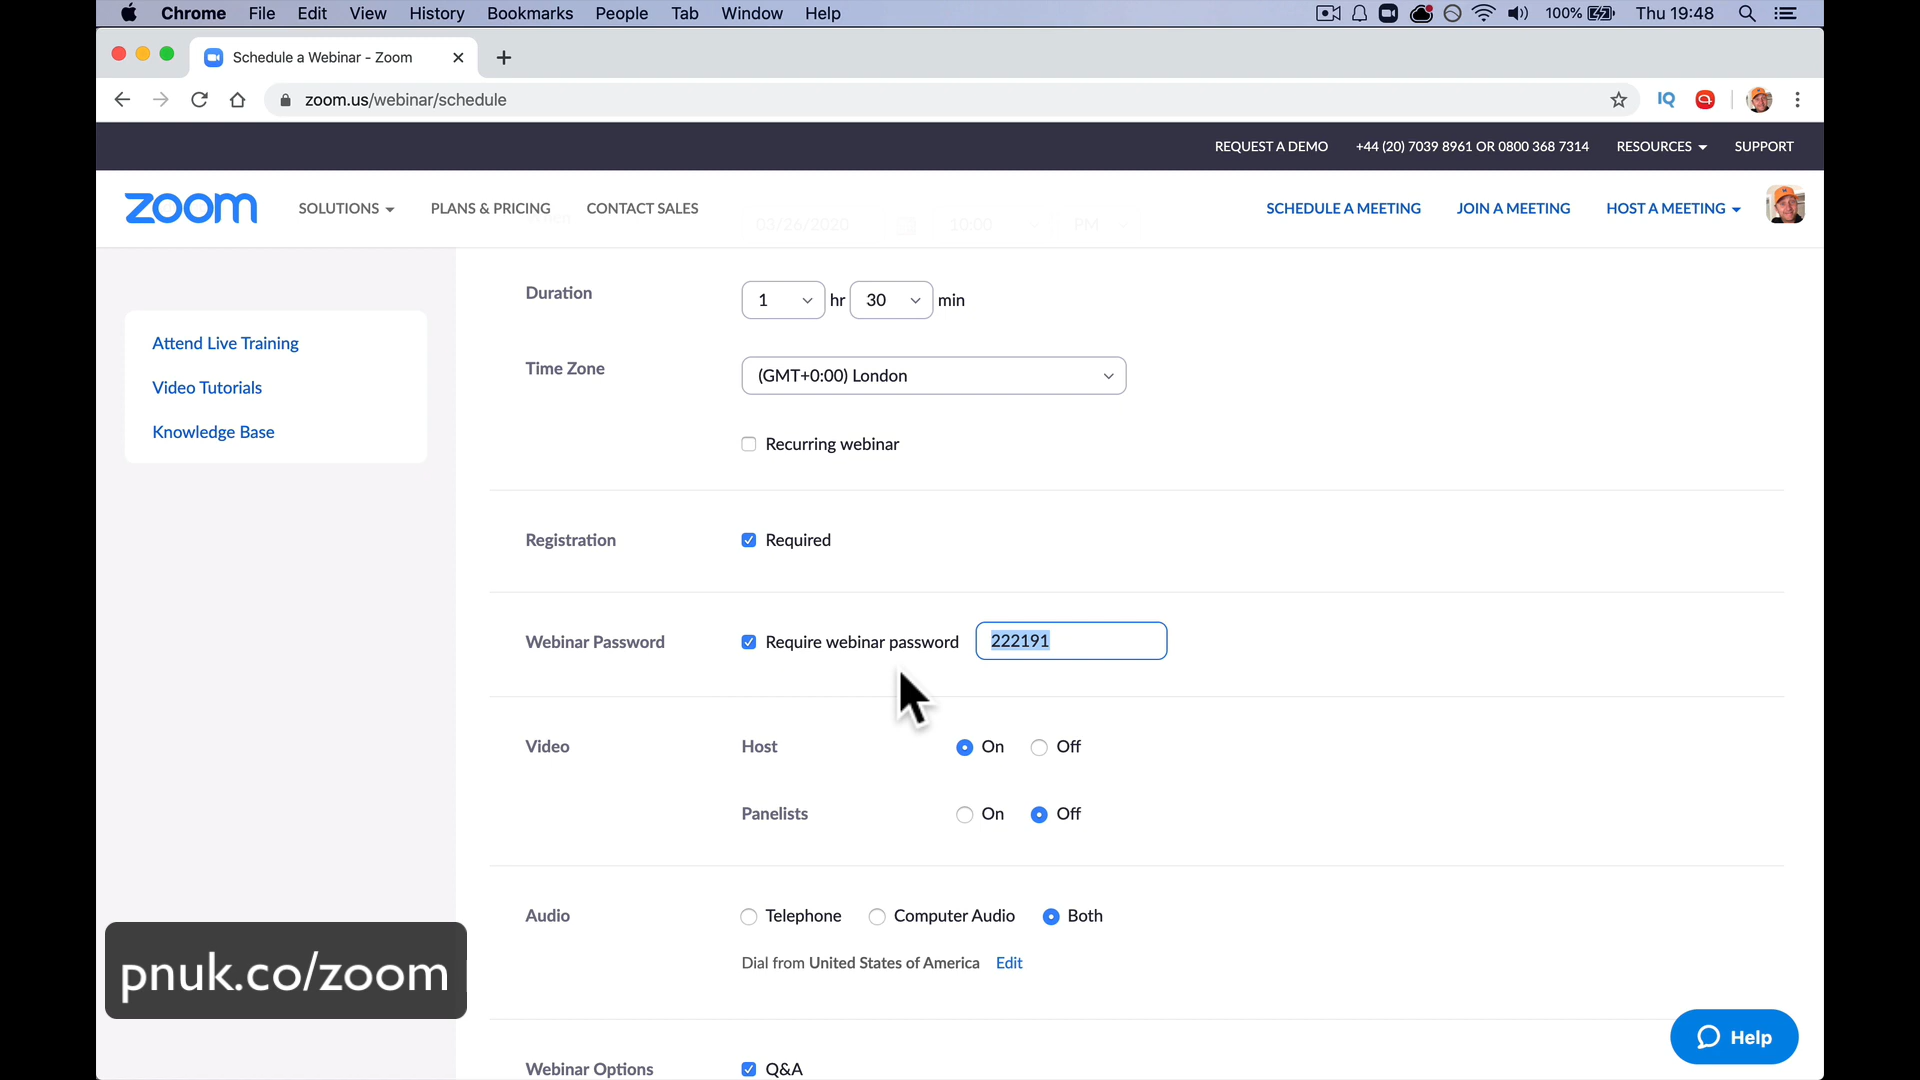 Chrome File Edit View History Bookmarks People Tab Window Help 100% Thu 19:48
Schedule a Webinar - Zoom
zoom.us/webinar/schedule IQ
REQUEST A DEMO +44 (20) 7039 8961 OR 0800 368 7314 RESOURCES SUPPORT
zoom SOLUTIONS PLANS & PRICING CONTACT SALES SCHEDULE A MEETING JOIN A MEETING HOST A MEETING
03/26/2020 10:00 PM
Duration 1 hr 30 min
Attend Live Training
Video Tutorials
Knowledge Base
Time Zone (GMT+0:00) London
Recurring webinar
Registration Required
Webinar Password Require webinar password 222191
Video Host On Off
Panelists On Off
Audio Telephone Computer Audio Both
Dial from United States of America Edit
pnuk.co/zoom
Help
Webinar Options Q&A